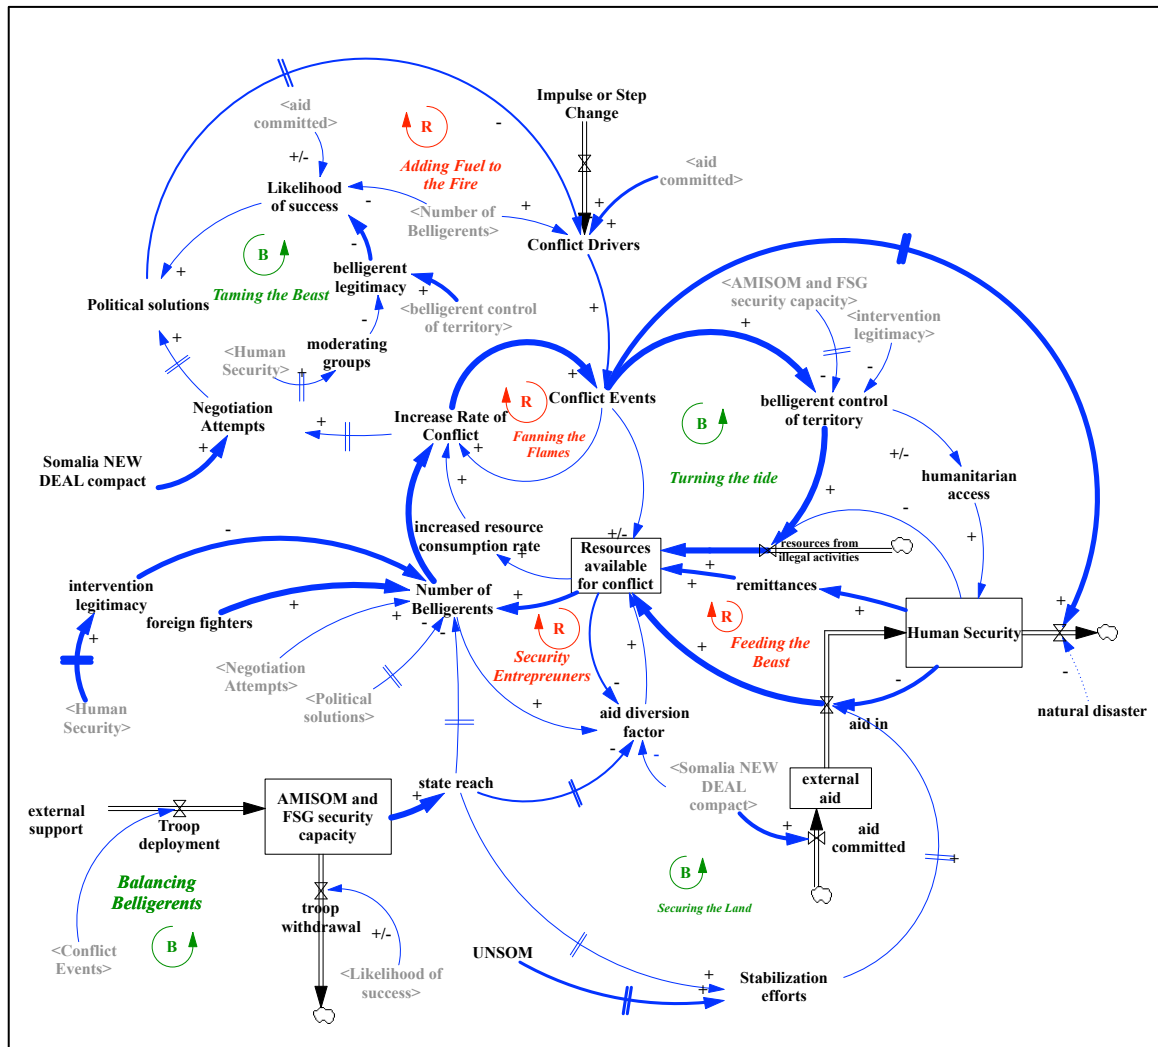 Impulse or Step
Change
<aid
committed>
+/-
-
R
Adding Fuel to
the Fire
<aid
committed>
Likelihood
of success
-
+
<Number of
Belligerents>
+
+
+
+
Conflict Drivers
B
Taming the Beast
-
belligerent
legitimacy
+
Political solutions
+
+
<belligerent control
of territory>
+
<AMISOM and FSG
security capacity>
<intervention
legitimacy>
-
moderating
groups
<Human
Security>
+
+
Negotiation
Attempts
+
+
Increase Rate of
Conflict
+
R
Fanning the
Flames
+
Conflict Events
+
-
-
belligerent control
of territory
B
Turning the tide
Somalia NEW
DEAL compact
+
+
+/-
humanitarian
access
-
+
-
increased resource
consumption rate
+
+/-
Resources
available
for conflict
+
+
resources from
illegal activities
+
remittances
+
intervention
legitimacy
+
foreign fighters
+
Number of
Belligerents
+
-
-
-
+
R
Security
Entrepreuners
R
Feeding the
Beast
+
Human Security
+
<Negotiation
Attempts>
<Political
solutions>
<Human
Security>
-
+
+
+
aid diversion
factor
-
-
-
aid in
natural disaster
<Somalia NEW
DEAL
compact>
external
aid
+
aid
committed
state reach
+
external
support
Troop
deployment
+
AMISOM and
FSG security
capacity
+
Balancing
Belligerents
B
B
Securing the Land
troop
withdrawal
+/-
<Conflict
Events>
<Likelihood of
success>
UNSOM
+
+
+
+
Stabilization
efforts